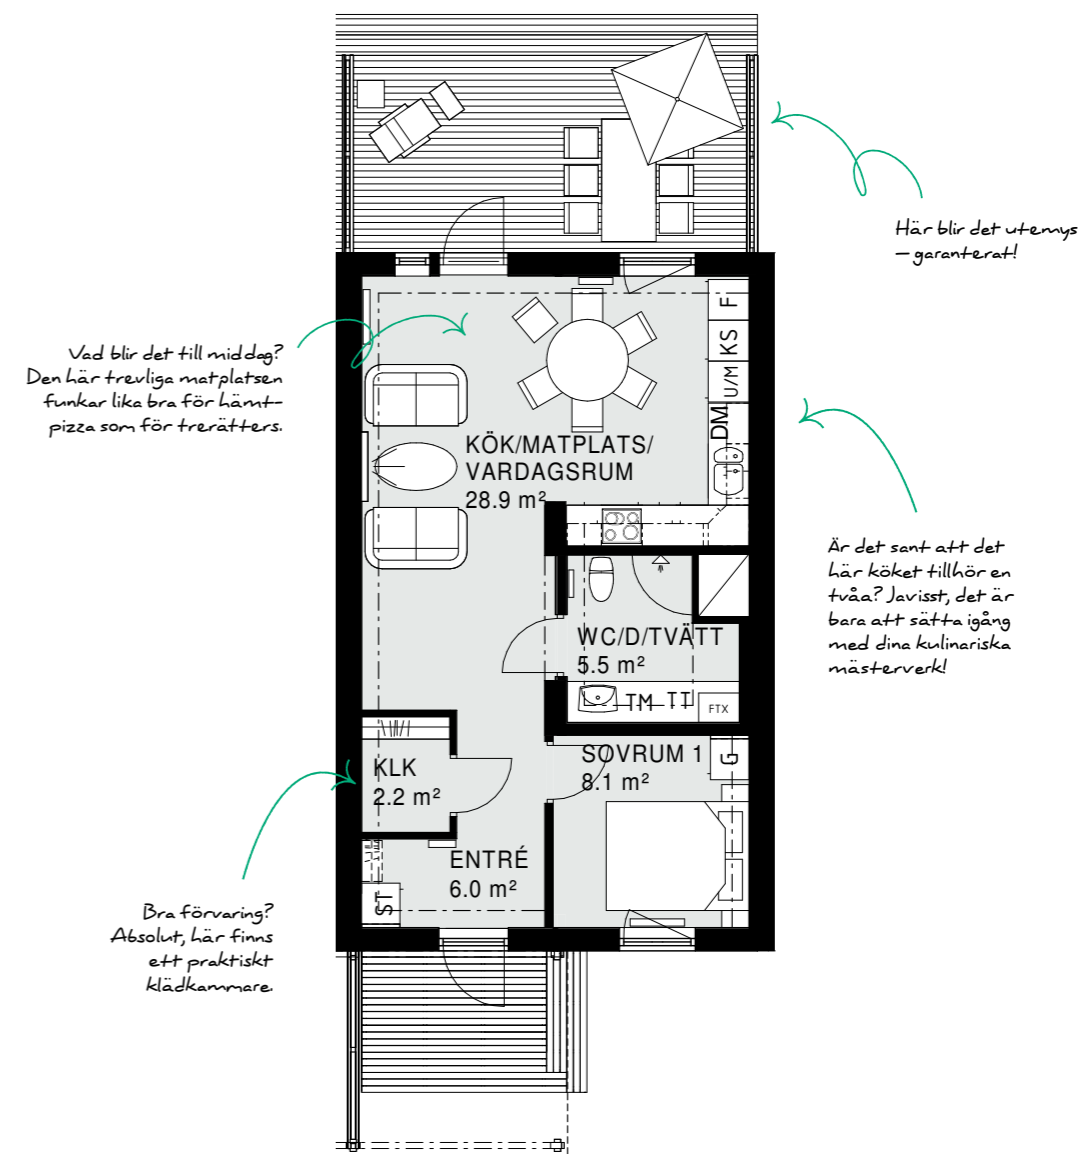 Här blir det utemys
– garanterat!
Vad blir det till middag?
Den här trevliga matplatsen
funkar lika bra för hämt-
pizza som för trerätters.
F
KS
U/M
DM
KÖK/MATPLATS/
VARDAGSRUM
28.9 m²
Är det sant att det
här köket tillhör en
tvåa? Javisst, det är
bara att sätta igång
med dina kulinariska
mästerverk!
WC/D/TVÄTT
5.5 m²
TM
TT
FTX
KLK
2.2 m²
SOVRUM 1
8.1 m²
G
ENTRÉ
6.0 m²
ST
Bra förvaring?
Absolut, här finns
ett praktiskt
klädkammare.